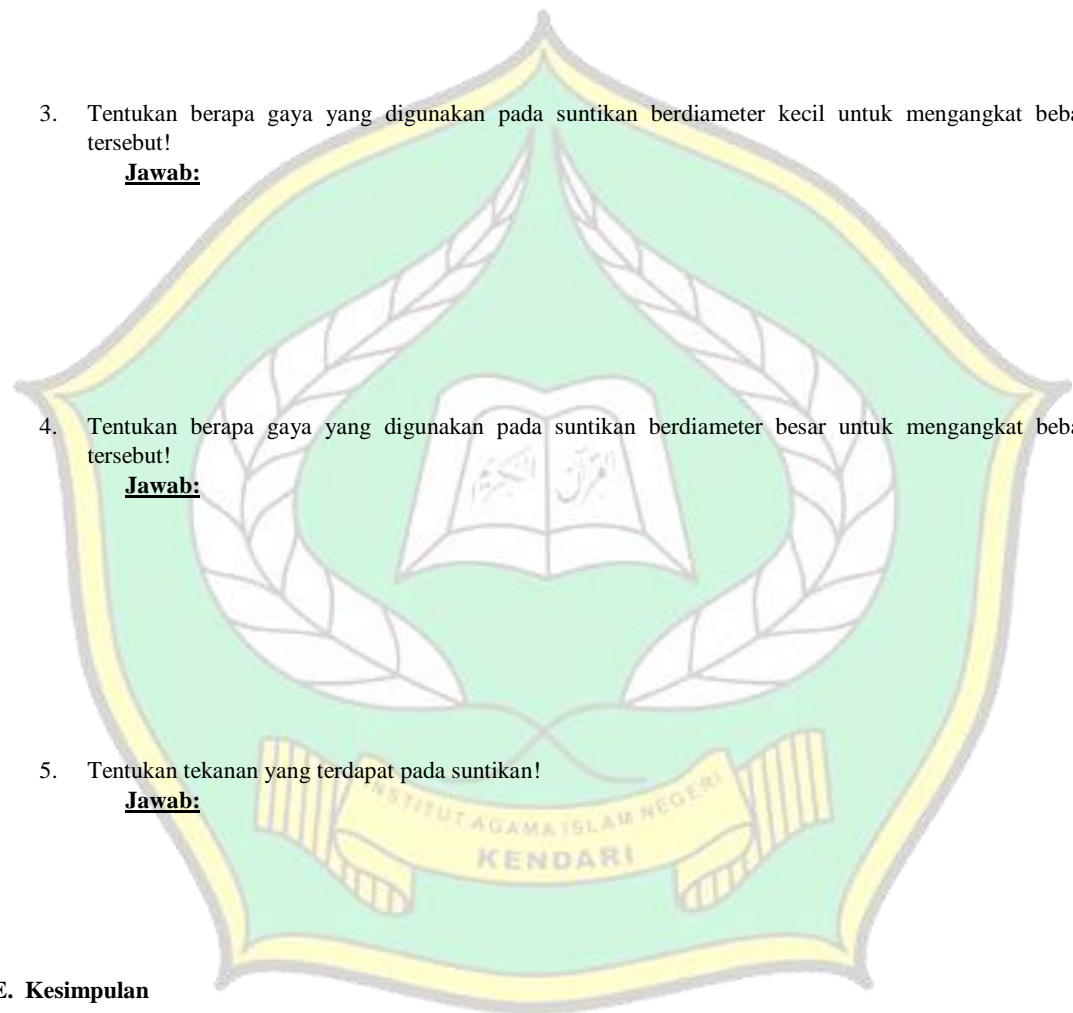 3. Tentukan berapa gaya yang digunakan pada suntikan berdiameter kecil untuk mengangkat beba
tersebut!
Jawab:
4. Tentukan berapa gaya yang digunakan pada suntikan berdiameter besar untuk mengangkat beba
tersebut!
Jawab:
القرآن الكريم
5. Tentukan tekanan yang terdapat pada suntikan!
Jawab:
INSTITUT AGAMA ISLAM NEGERI
KENDARI
E. Kesimpulan